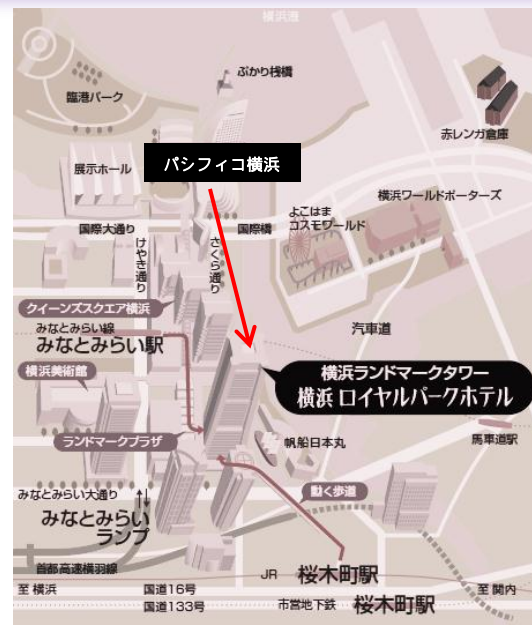 横浜港
ぷかり桟橋
臨港パーク
赤レンガ倉庫
展示ホール
パシフィコ横浜
横浜ワールドポーターズ
よこはま
コスモワールド
国際大通り
国際橋
けやき通り
さくら通り
クイーンズスクエア横浜
みなとみらい線
みなとみらい駅
汽車道
横浜美術館
横浜ランドマークタワー
横浜 ロイヤルパークホテル
ランドマークプラザ
帆船日本丸
馬車道駅
みなとみらい大通り
動く歩道
みなとみらい
ランプ
首都高速横羽線
JR 桜木町駅
至 横浜
国道16号
至 関内
国道133号
市営地下鉄 桜木町駅